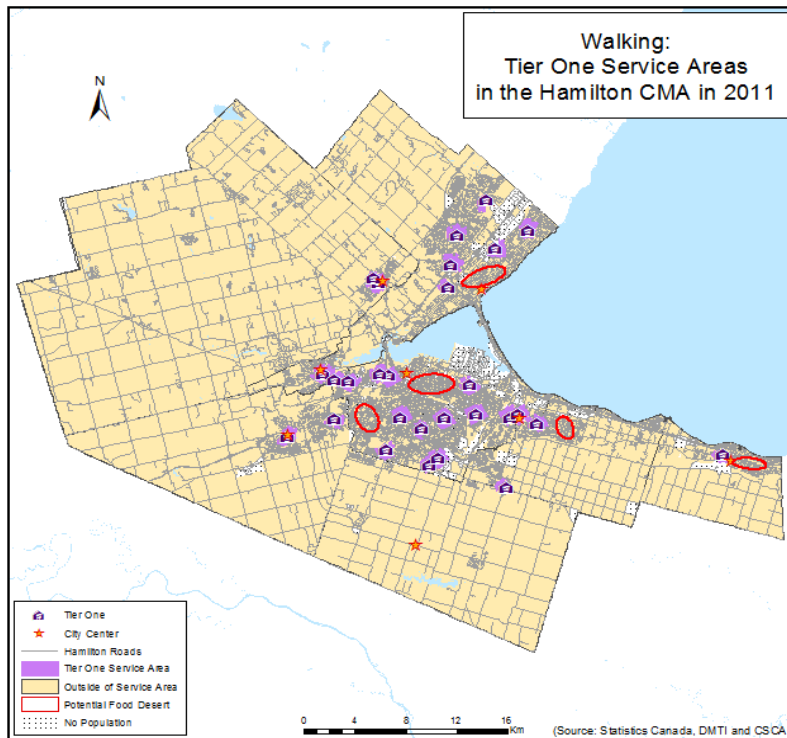 Walking:
Tier One Service Areas
in the Hamilton CMA in 2011
N
Tier One
City Center
Hamilton Roads
Tier One Service Area
Outside of Service Area
Potential Food Desert
No Population
0 4 8 12 16
Km
(Source: Statistics Canada, DMTI and CSCA